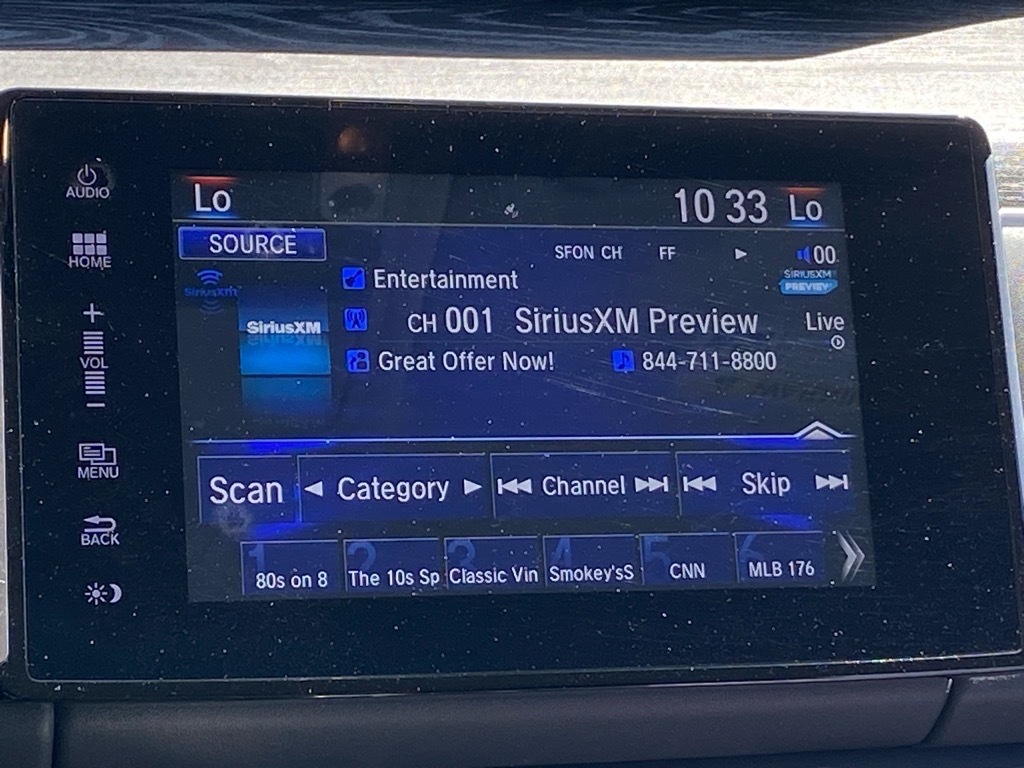 AUDIO
HOME
+
VOL
MENU
BACK
Lo
10 33
Lo
SOURCE
SFON CH
FF
00
SiriusXM
SIRIUSXM
PREVIEW
SiriusXM
Entertainment
CH 001 SiriusXM Preview
Live
Great Offer Now!
844-711-8800
Scan
Category
Channel
Skip
1 80s on 8
2 The 10s Sp
3 Classic Vin
4 Smokey'sS
5 CNN
6 MLB 176